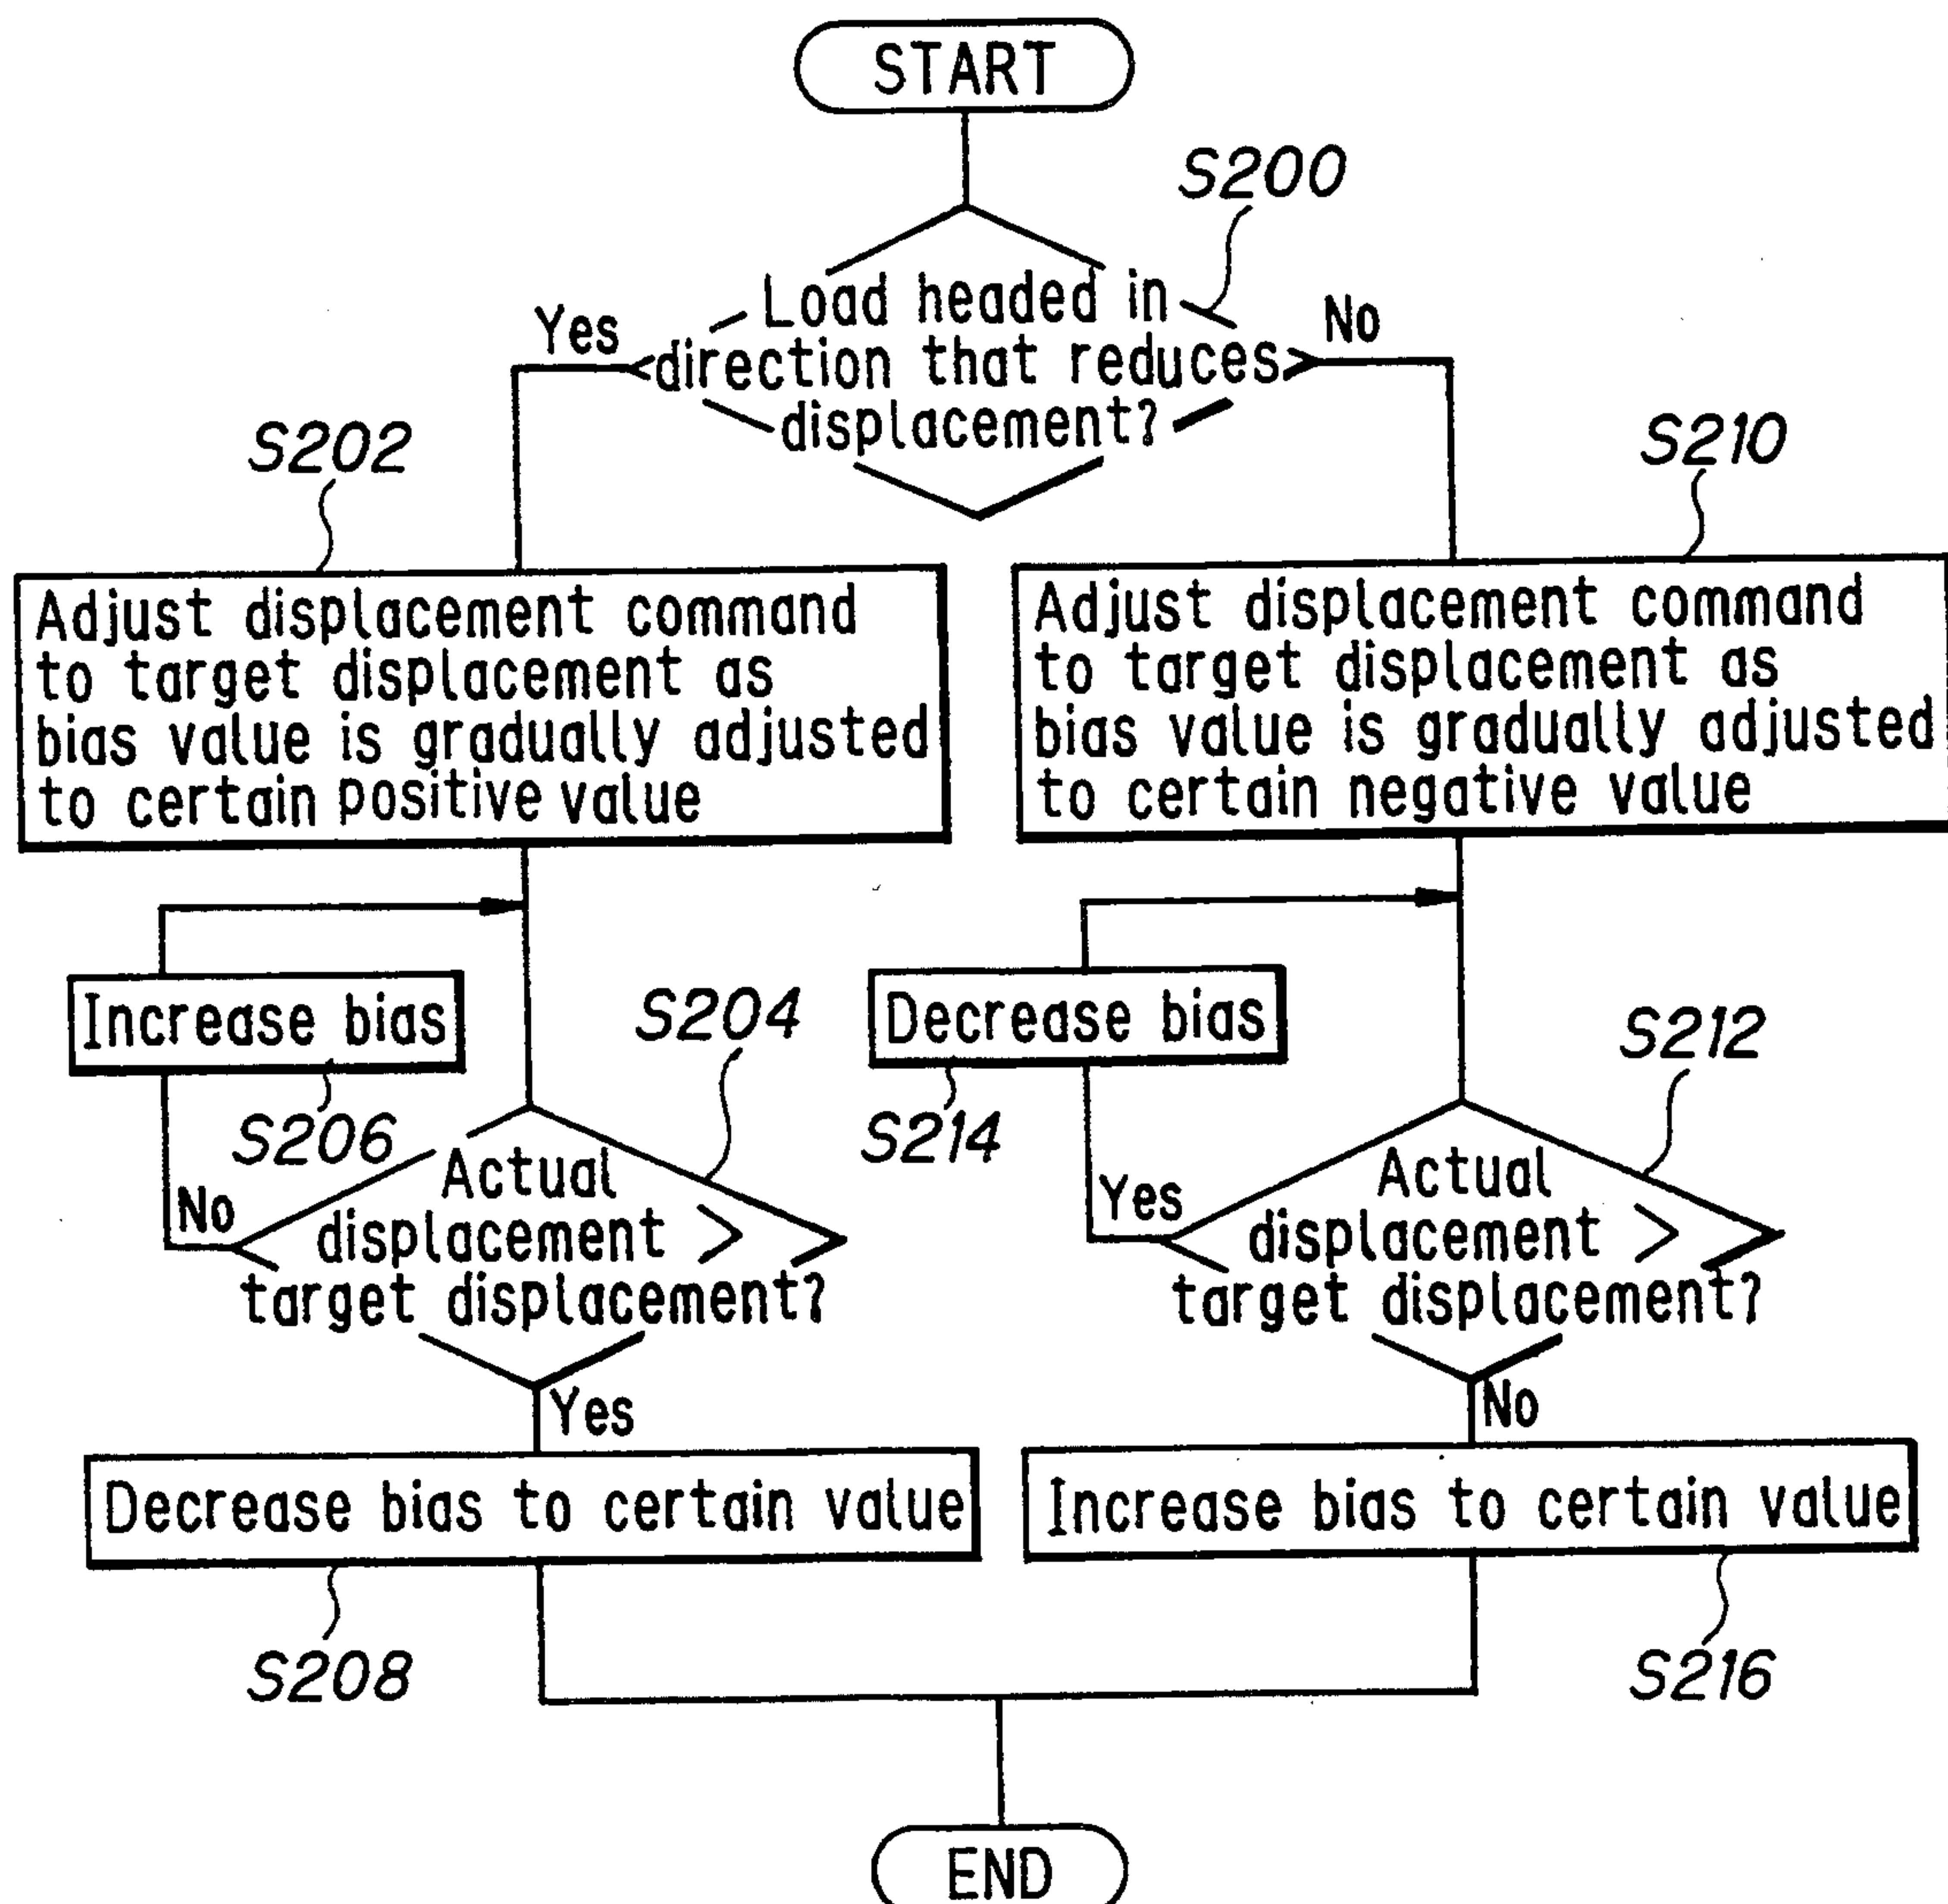 START
S200
Load headed in
direction that reduces
displacement?
Yes
No
S202
S210
Adjust displacement command
to target displacement as
bias value is gradually adjusted
to certain positive value
Adjust displacement command
to target displacement as
bias value is gradually adjusted
to certain negative value
Increase bias
S204
Decrease bias
S212
S206
S214
No
Actual
displacement >
target displacement?
Yes
Actual
displacement >
target displacement?
Yes
No
Decrease bias to certain value
Increase bias to certain value
S208
S216
END